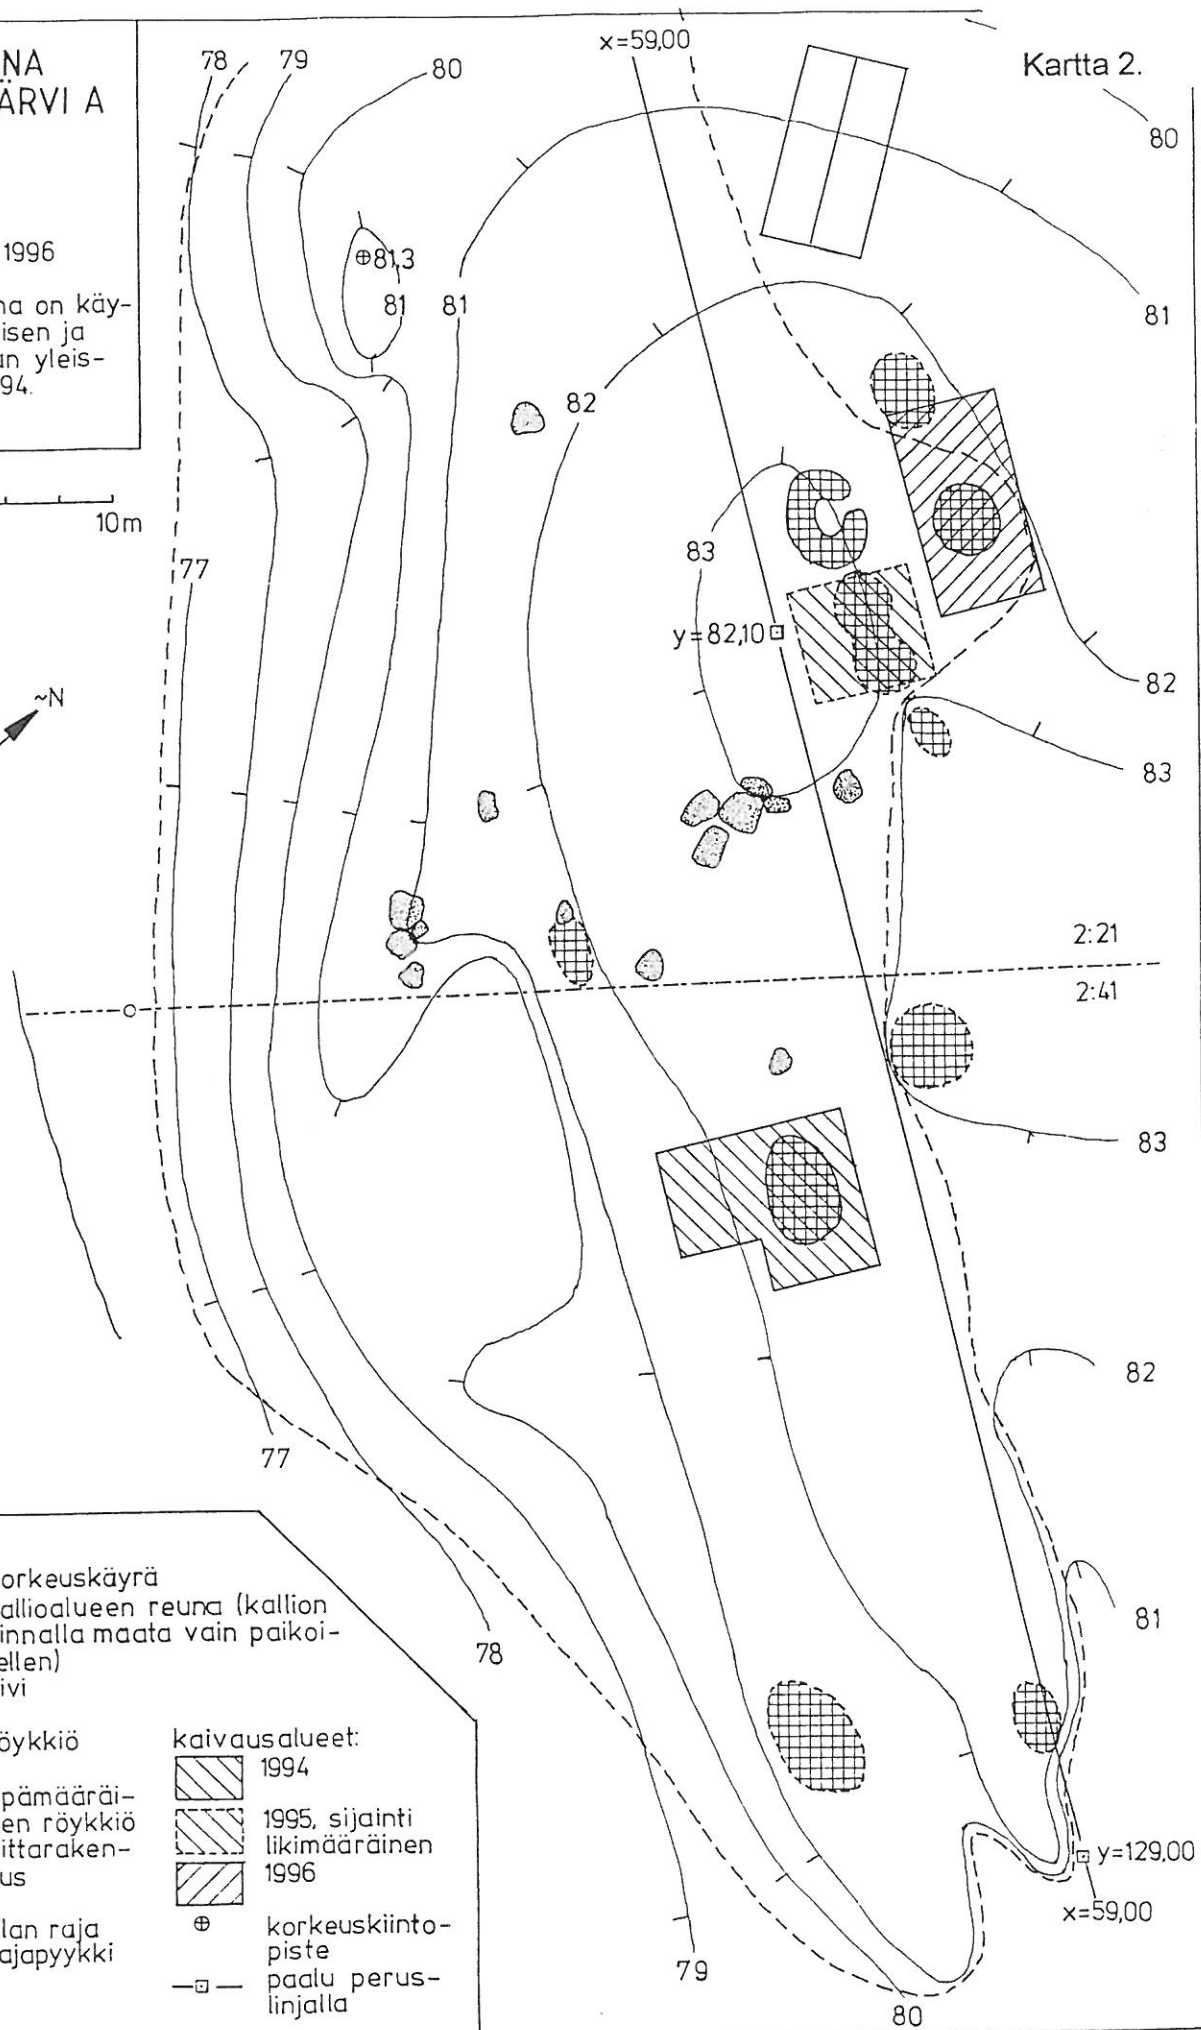 NA
ÄRVI A
1996
na on käy-
isen ja
un yleis-
94.
10m
~N
Kartta 2.
x=59,00
78
79
80
80
⊕81,3
81
81
81
82
83
77
y=82,10
82
83
2:21
2:41
83
82
77
81
78
y=129,00
x=59,00
79
80
orkeuskäyrä
allioalueen reuna (kallion
innalla maata vain paikoi-
ellen)
ivi
öykkiö
pämääräi-
en röykkiö
ittaraken-
us
lan raja
ajapyykki
kaivausalueet:
1994
1995, sijainti
likimääräinen
1996
korkeuskiinto-
piste
paalu perus-
linjalla